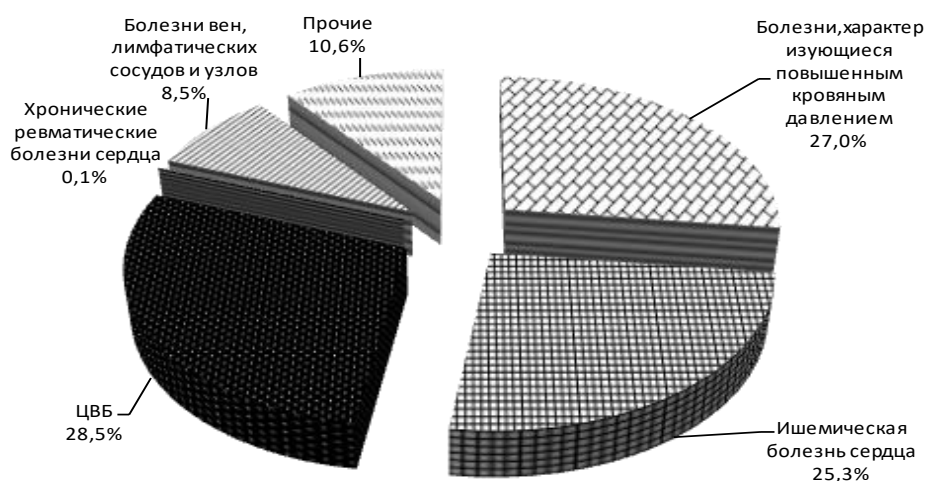 Болезни вен,
лимфатических
сосудов и узлов
8,5%
Прочие
10,6%
Болезни,характер
изующиеся
повышенным
кровяным
давлением
27,0%
Хронические
ревматические
болезни сердца
0,1%
ЦВБ
28,5%
Ишемическая
болезнь сердца
25,3%